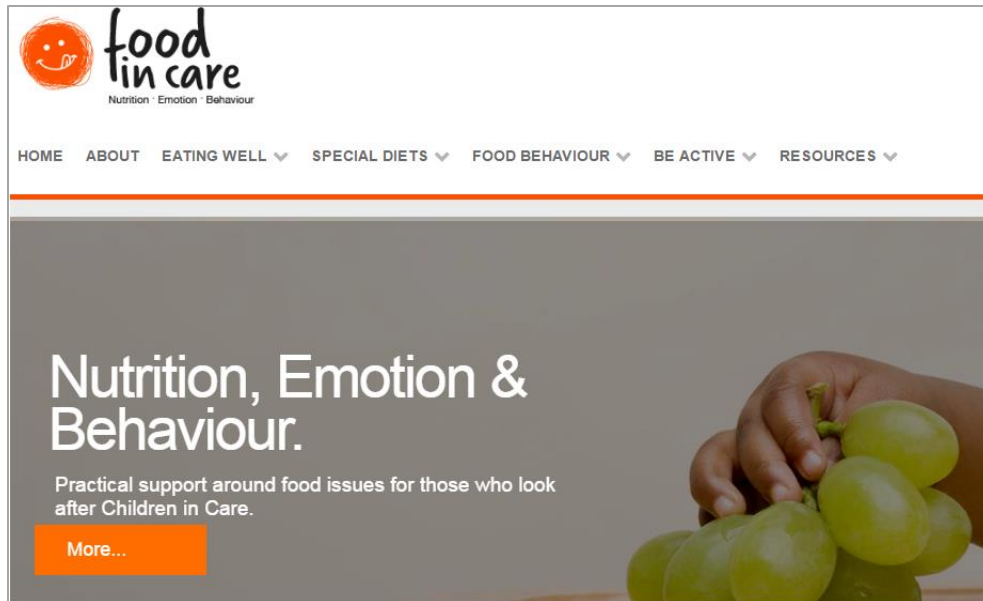 food
in care
Nutrition · Emotion · Behaviour
HOME ABOUT EATING WELL SPECIAL DIETS FOOD BEHAVIOUR BE ACTIVE RESOURCES
Nutrition, Emotion &
Behaviour.
Practical support around food issues for those who look
after Children in Care.
More...